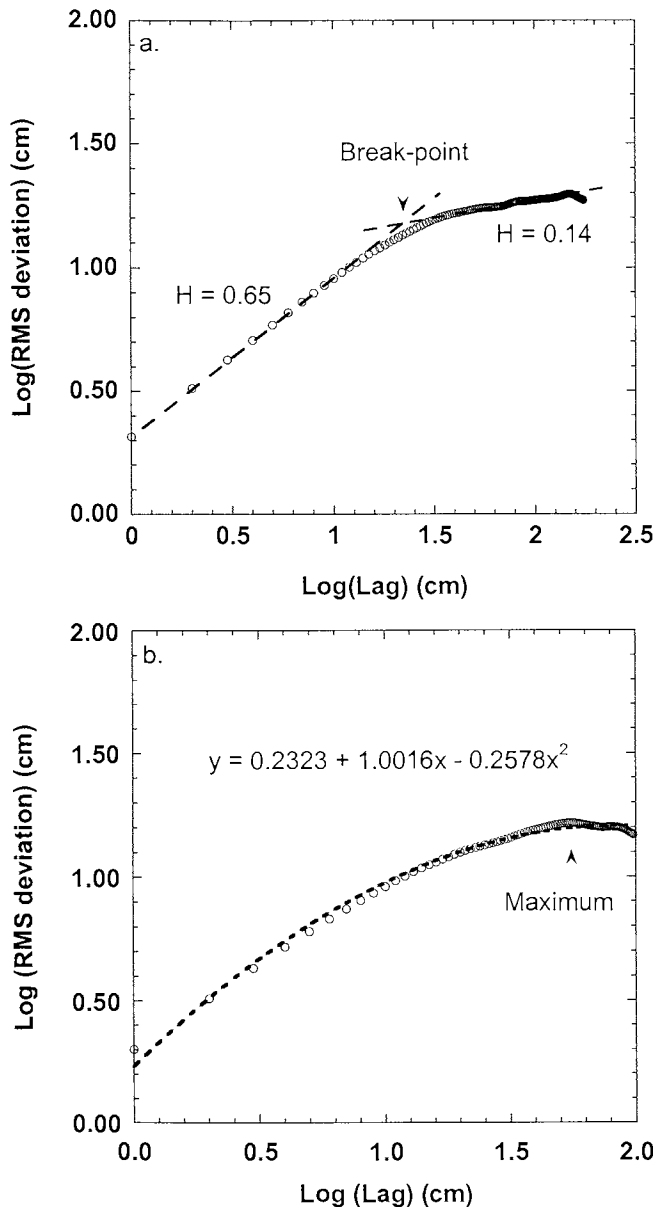 2.00
a.
1.50
Break-point
1.00
H = 0.14
H = 0.65
0.50
0.00
0 0.5 1.0 1.5 2.0 2.5
Log(RMS deviation) (cm)
Log(Lag) (cm)
2.00
b.
1.50
y = 0.2323 + 1.0016x - 0.2578x²
1.00
Maximum
0.50
0.00
0.0 0.5 1.0 1.5 2.0
Log (RMS deviation) (cm)
Log (Lag) (cm)